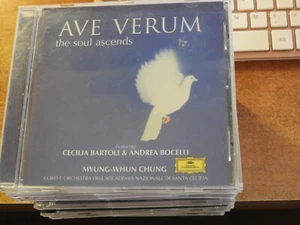 AVE VERUM
the soul ascends
featuring
CECILIA BARTOLI & ANDREA BOCELLI
MYUNG-WHUN CHUNG
CORO E ORCHESTRA DELL'ACCADEMIA NAZIONALE DI SANTA CECILIA